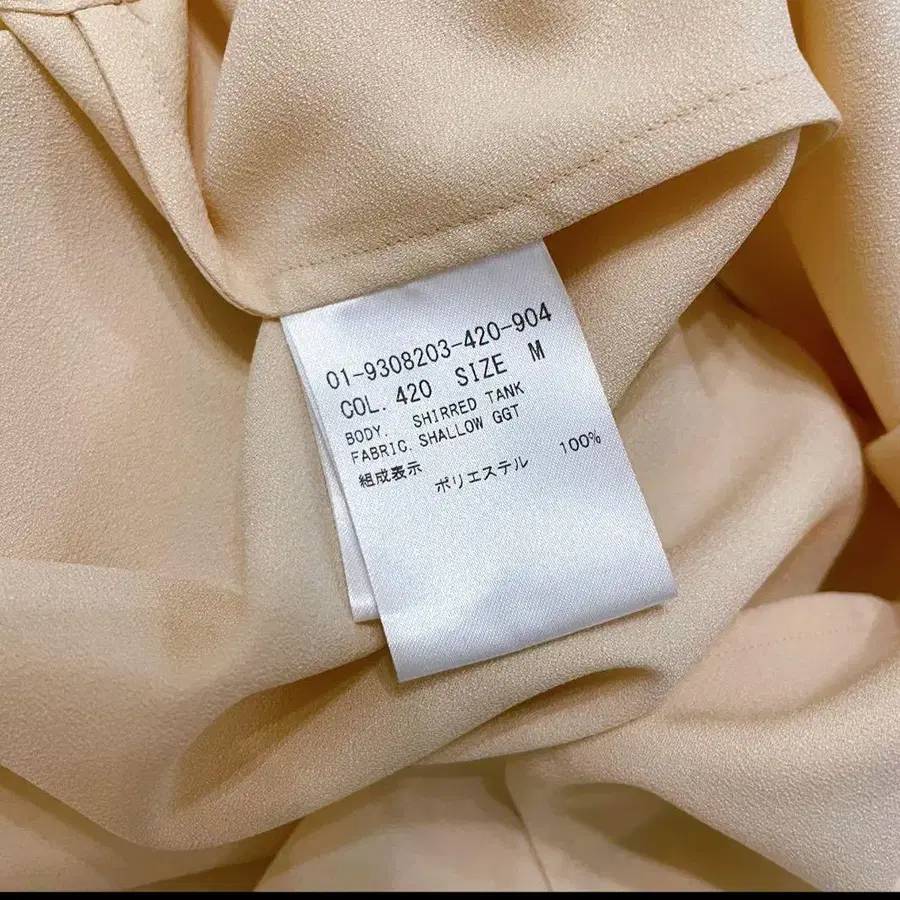 01-9308203-420-904
COL. 420 SIZE M
BODY. SHIRRED TANK
FABRIC. SHALLOW GGT
組成表示
ポリエステル 100%